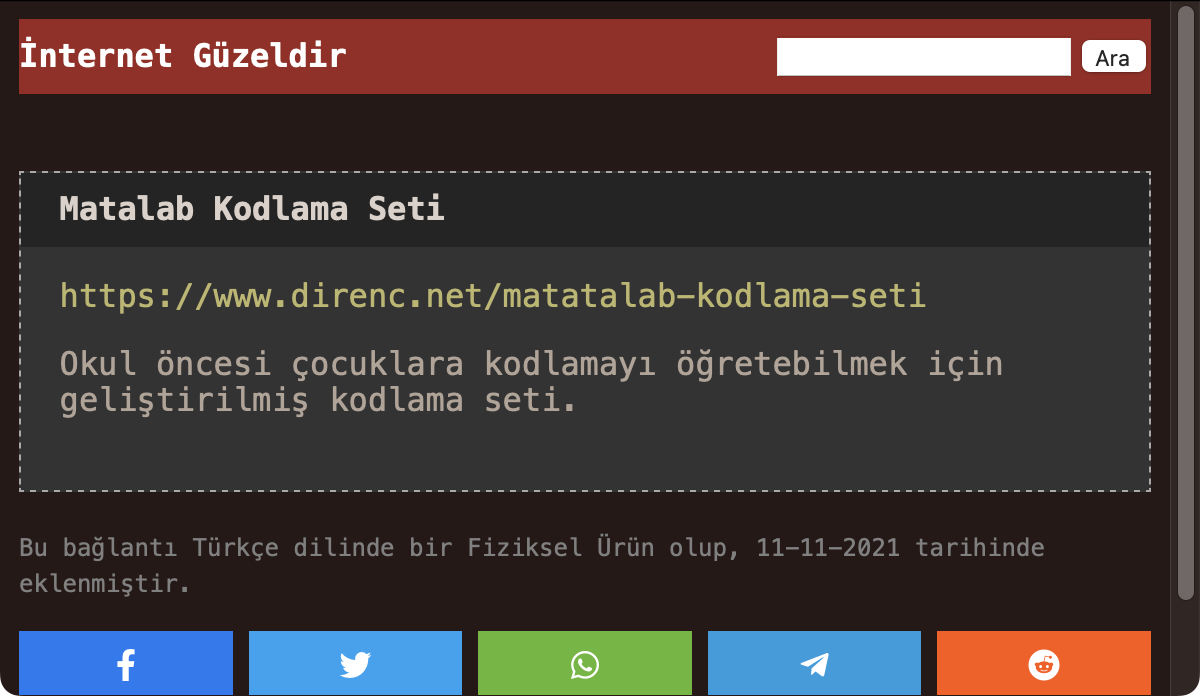 İnternet Güzeldir
Ara
Matalab Kodlama Seti
https://www.direnc.net/matatalab-kodlama-seti
Okul öncesi çocuklara kodlamayı öğretebilmek için
geliştirilmiş kodlama seti.
Bu bağlantı Türkçe dilinde bir Fiziksel Ürün olup, 11-11-2021 tarihinde
eklenmiştir.